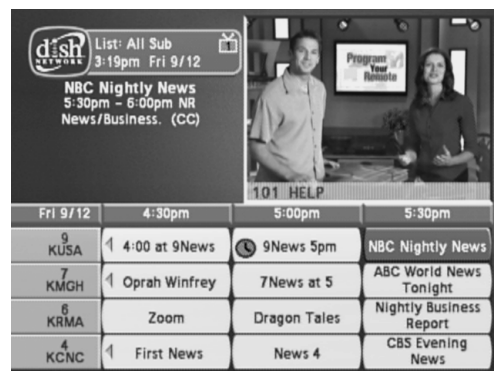 dish
NETWORK
List: All Sub
1
3:19pm Fri 9/12
NBC Nightly News
5:30pm - 6:00pm NR
News/Business. (CC)
Program
Your
Remote
101 HELP
Fri 9/12 4:30pm 5:00pm 5:30pm
9
KUSA
4:00 at 9News
9News 5pm
NBC Nightly News
7
KMGH
Oprah Winfrey
7News at 5
ABC World News
Tonight
6
KRMA
Zoom
Dragon Tales
Nightly Business
Report
4
KCNC
First News
News 4
CBS Evening
News